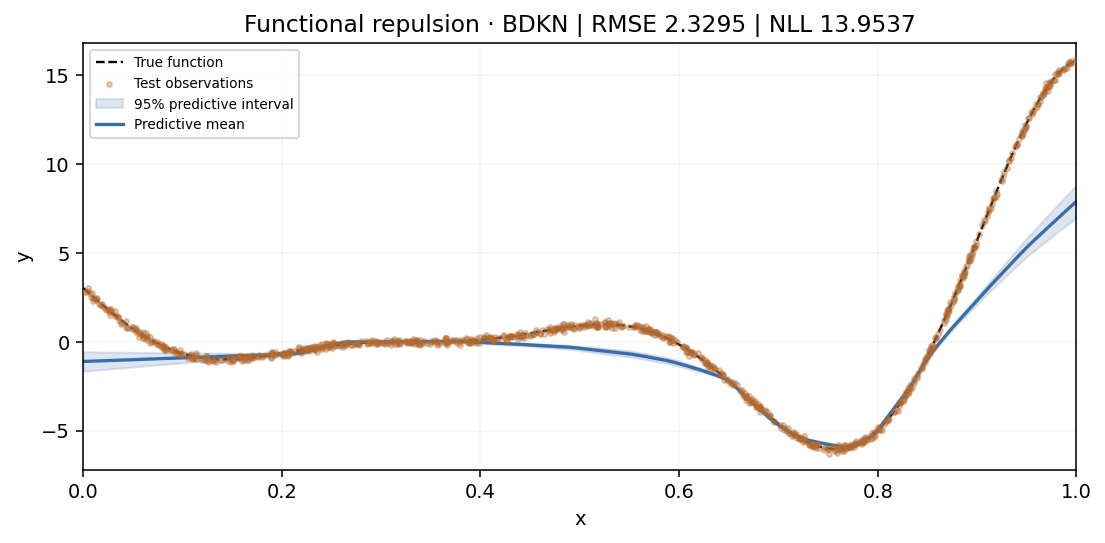 Functional repulsion · BDKN | RMSE 2.3295 | NLL 13.9537
True function
Test observations
95% predictive interval
Predictive mean
y
15
10
5
0
−5
0.0 0.2 0.4 0.6 0.8 1.0
x